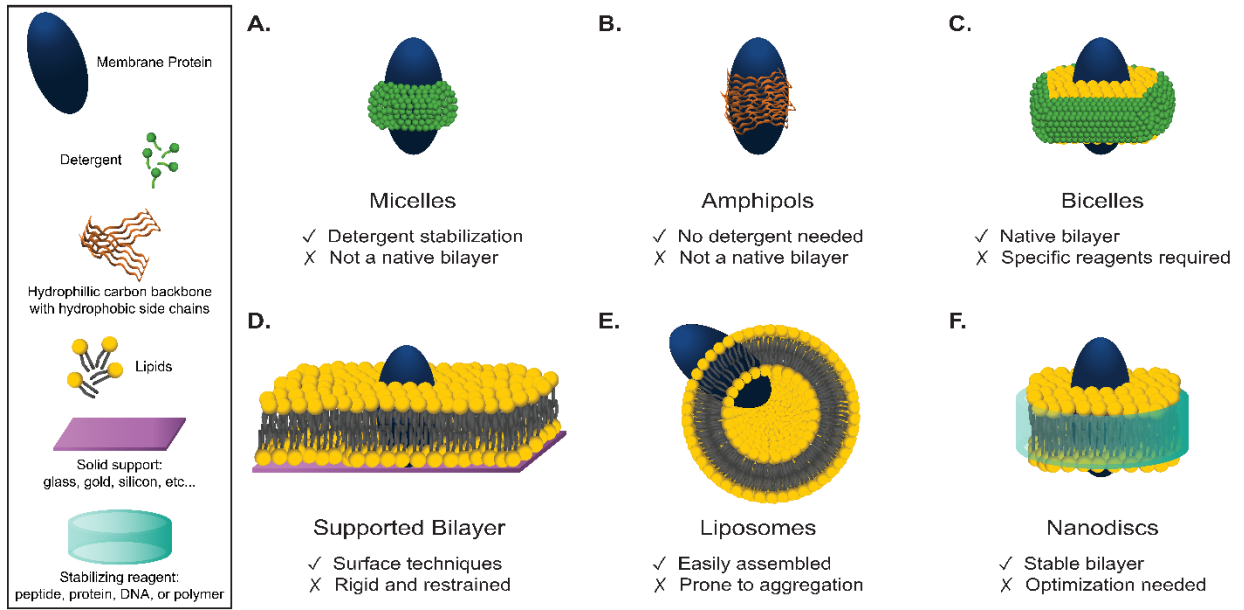 Membrane Protein
Detergent
Hydrophillic carbon backbone
with hydrophobic side chains
Lipids
Solid support:
glass, gold, silicon, etc...
Stabilizing reagent:
peptide, protein, DNA, or polymer
A.
Micelles
✓ Detergent stabilization
✗ Not a native bilayer
B.
Amphipols
✓ No detergent needed
✗ Not a native bilayer
C.
Bicelles
✓ Native bilayer
✗ Specific reagents required
D.
Supported Bilayer
✓ Surface techniques
✗ Rigid and restrained
E.
Liposomes
✓ Easily assembled
✗ Prone to aggregation
F.
Nanodiscs
✓ Stable bilayer
✗ Optimization needed